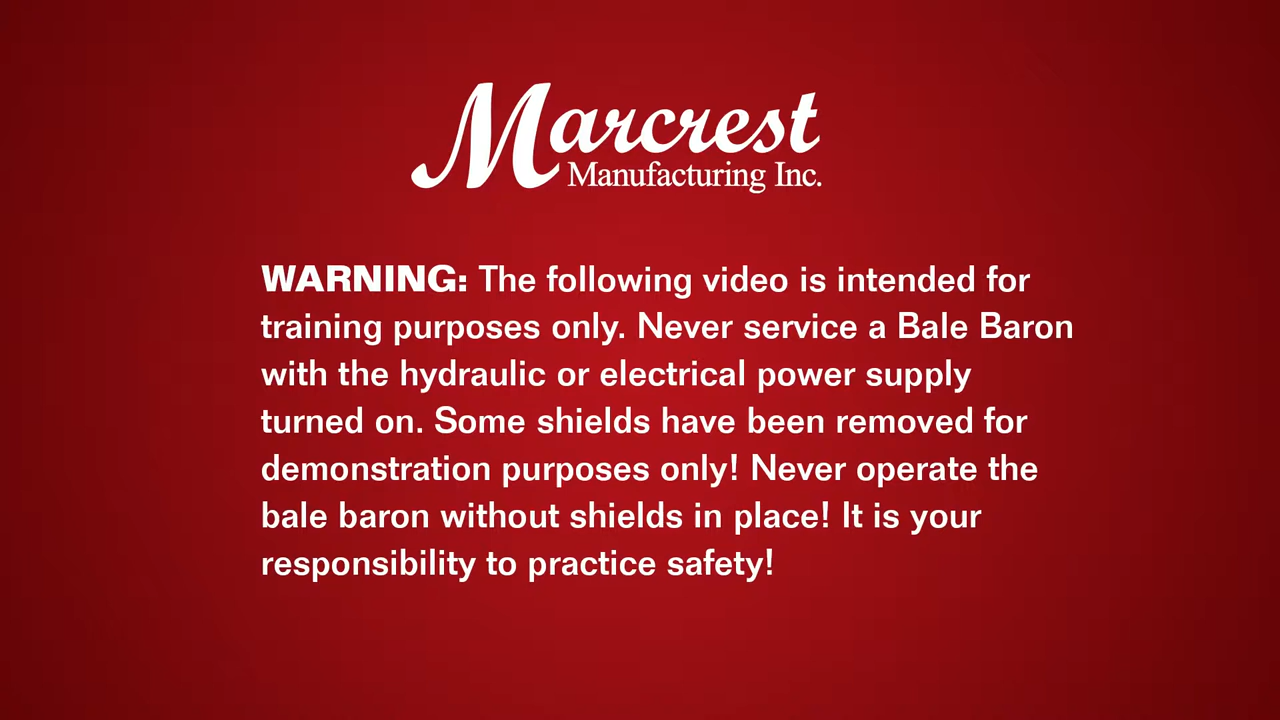 Marcrest
Manufacturing Inc.
WARNING: The following video is intended for
training purposes only. Never service a Bale Baron
with the hydraulic or electrical power supply
turned on. Some shields have been removed for
demonstration purposes only! Never operate the
bale baron without shields in place! It is your
responsibility to practice safety!